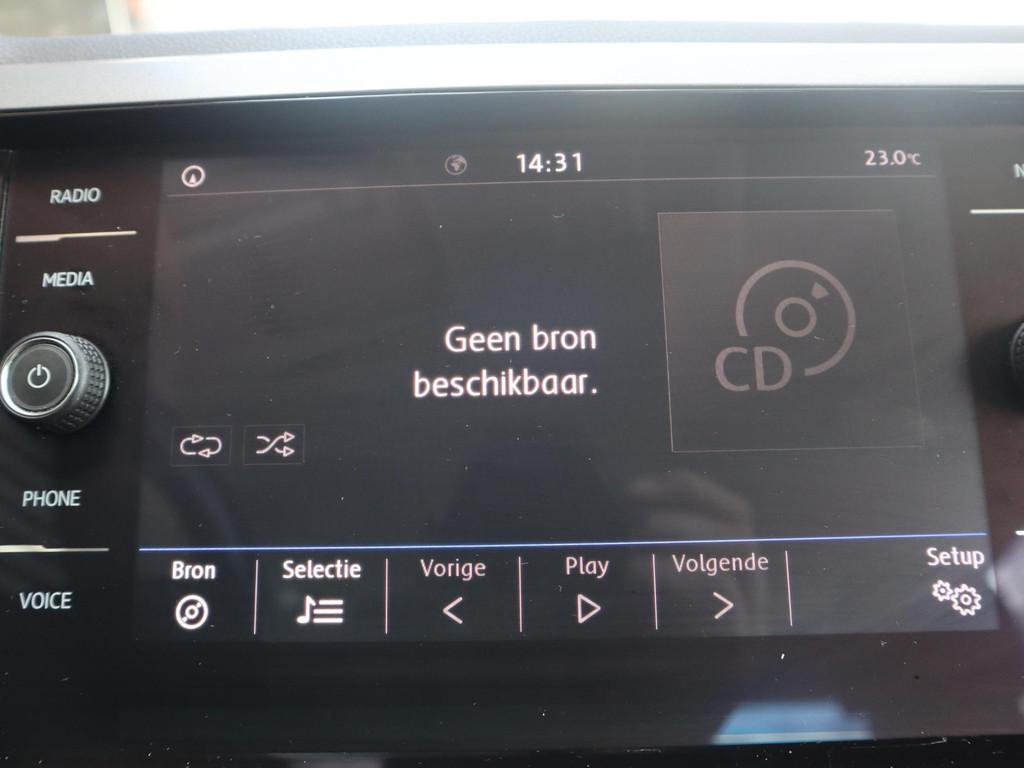 14:31
23.0°C
RADIO
MEDIA
Geen bron
beschikbaar.
CD
PHONE
VOICE
Bron
Selectie
Vorige
Play
Volgende
Setup